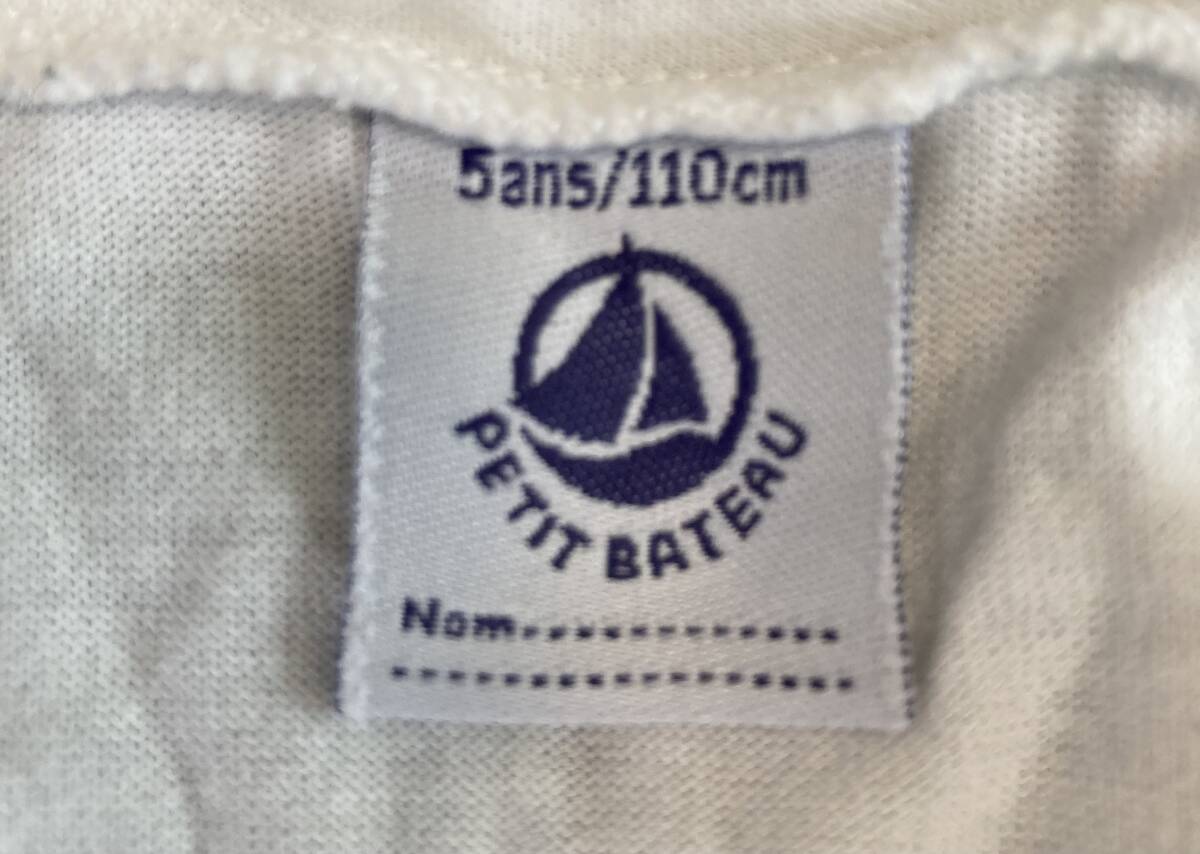 5ans/110cm
PETIT BATEAU
Nom..................
......................